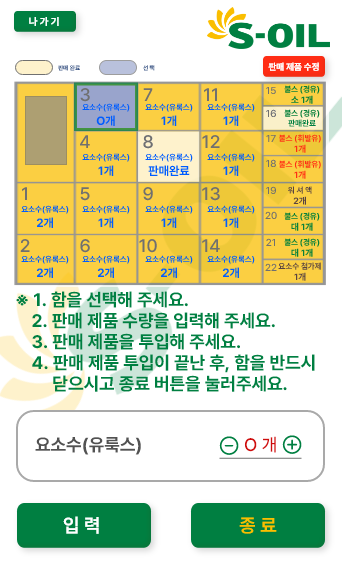 나가기
S-OIL
판매 완료
선택
판매 제품 수정
3
요소수(유록스)
0개
7
요소수(유록스)
1개
11
요소수(유록스)
1개
15 불스 (경유)
소 1개
16 불스 (경유)
판매완료
4
요소수(유록스)
1개
8
요소수(유록스)
판매완료
12
요소수(유록스)
1개
17 불스 (휘발유)
1개
18 불스 (휘발유)
1개
1
요소수(유록스)
2개
5
요소수(유록스)
1개
9
요소수(유록스)
1개
13
요소수(유록스)
1개
19 워셔액
2개
20 불스 (경유)
대 1개
2
요소수(유록스)
2개
6
요소수(유록스)
2개
10
요소수(유록스)
2개
14
요소수(유록스)
2개
21 불스 (경유)
대 1개
22 요소수 첨가제
1개
※ 1. 함을 선택해 주세요.
2. 판매 제품 수량을 입력해 주세요.
3. 판매 제품을 투입해 주세요.
4. 판매 제품 투입이 끝난 후, 함을 반드시
닫으시고 종료 버튼을 눌러주세요.
요소수(유룩스)
0 개
입력
종료